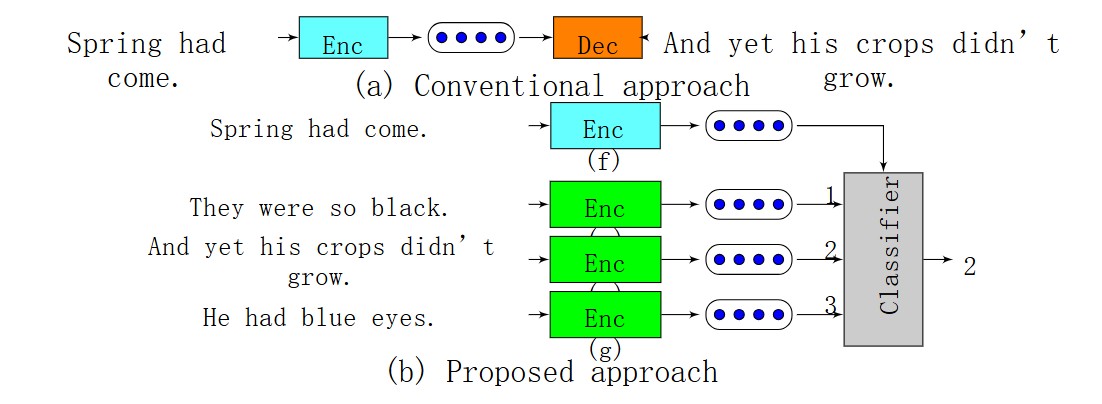 Spring had
come.
Enc
Dec
And yet his crops didn't
grow.
(a) Conventional approach
Spring had come.
Enc
(f)
They were so black.
Enc
1
And yet his crops didn't
grow.
Enc
2
He had blue eyes.
Enc
(g)
3
Classifier
2
(b) Proposed approach